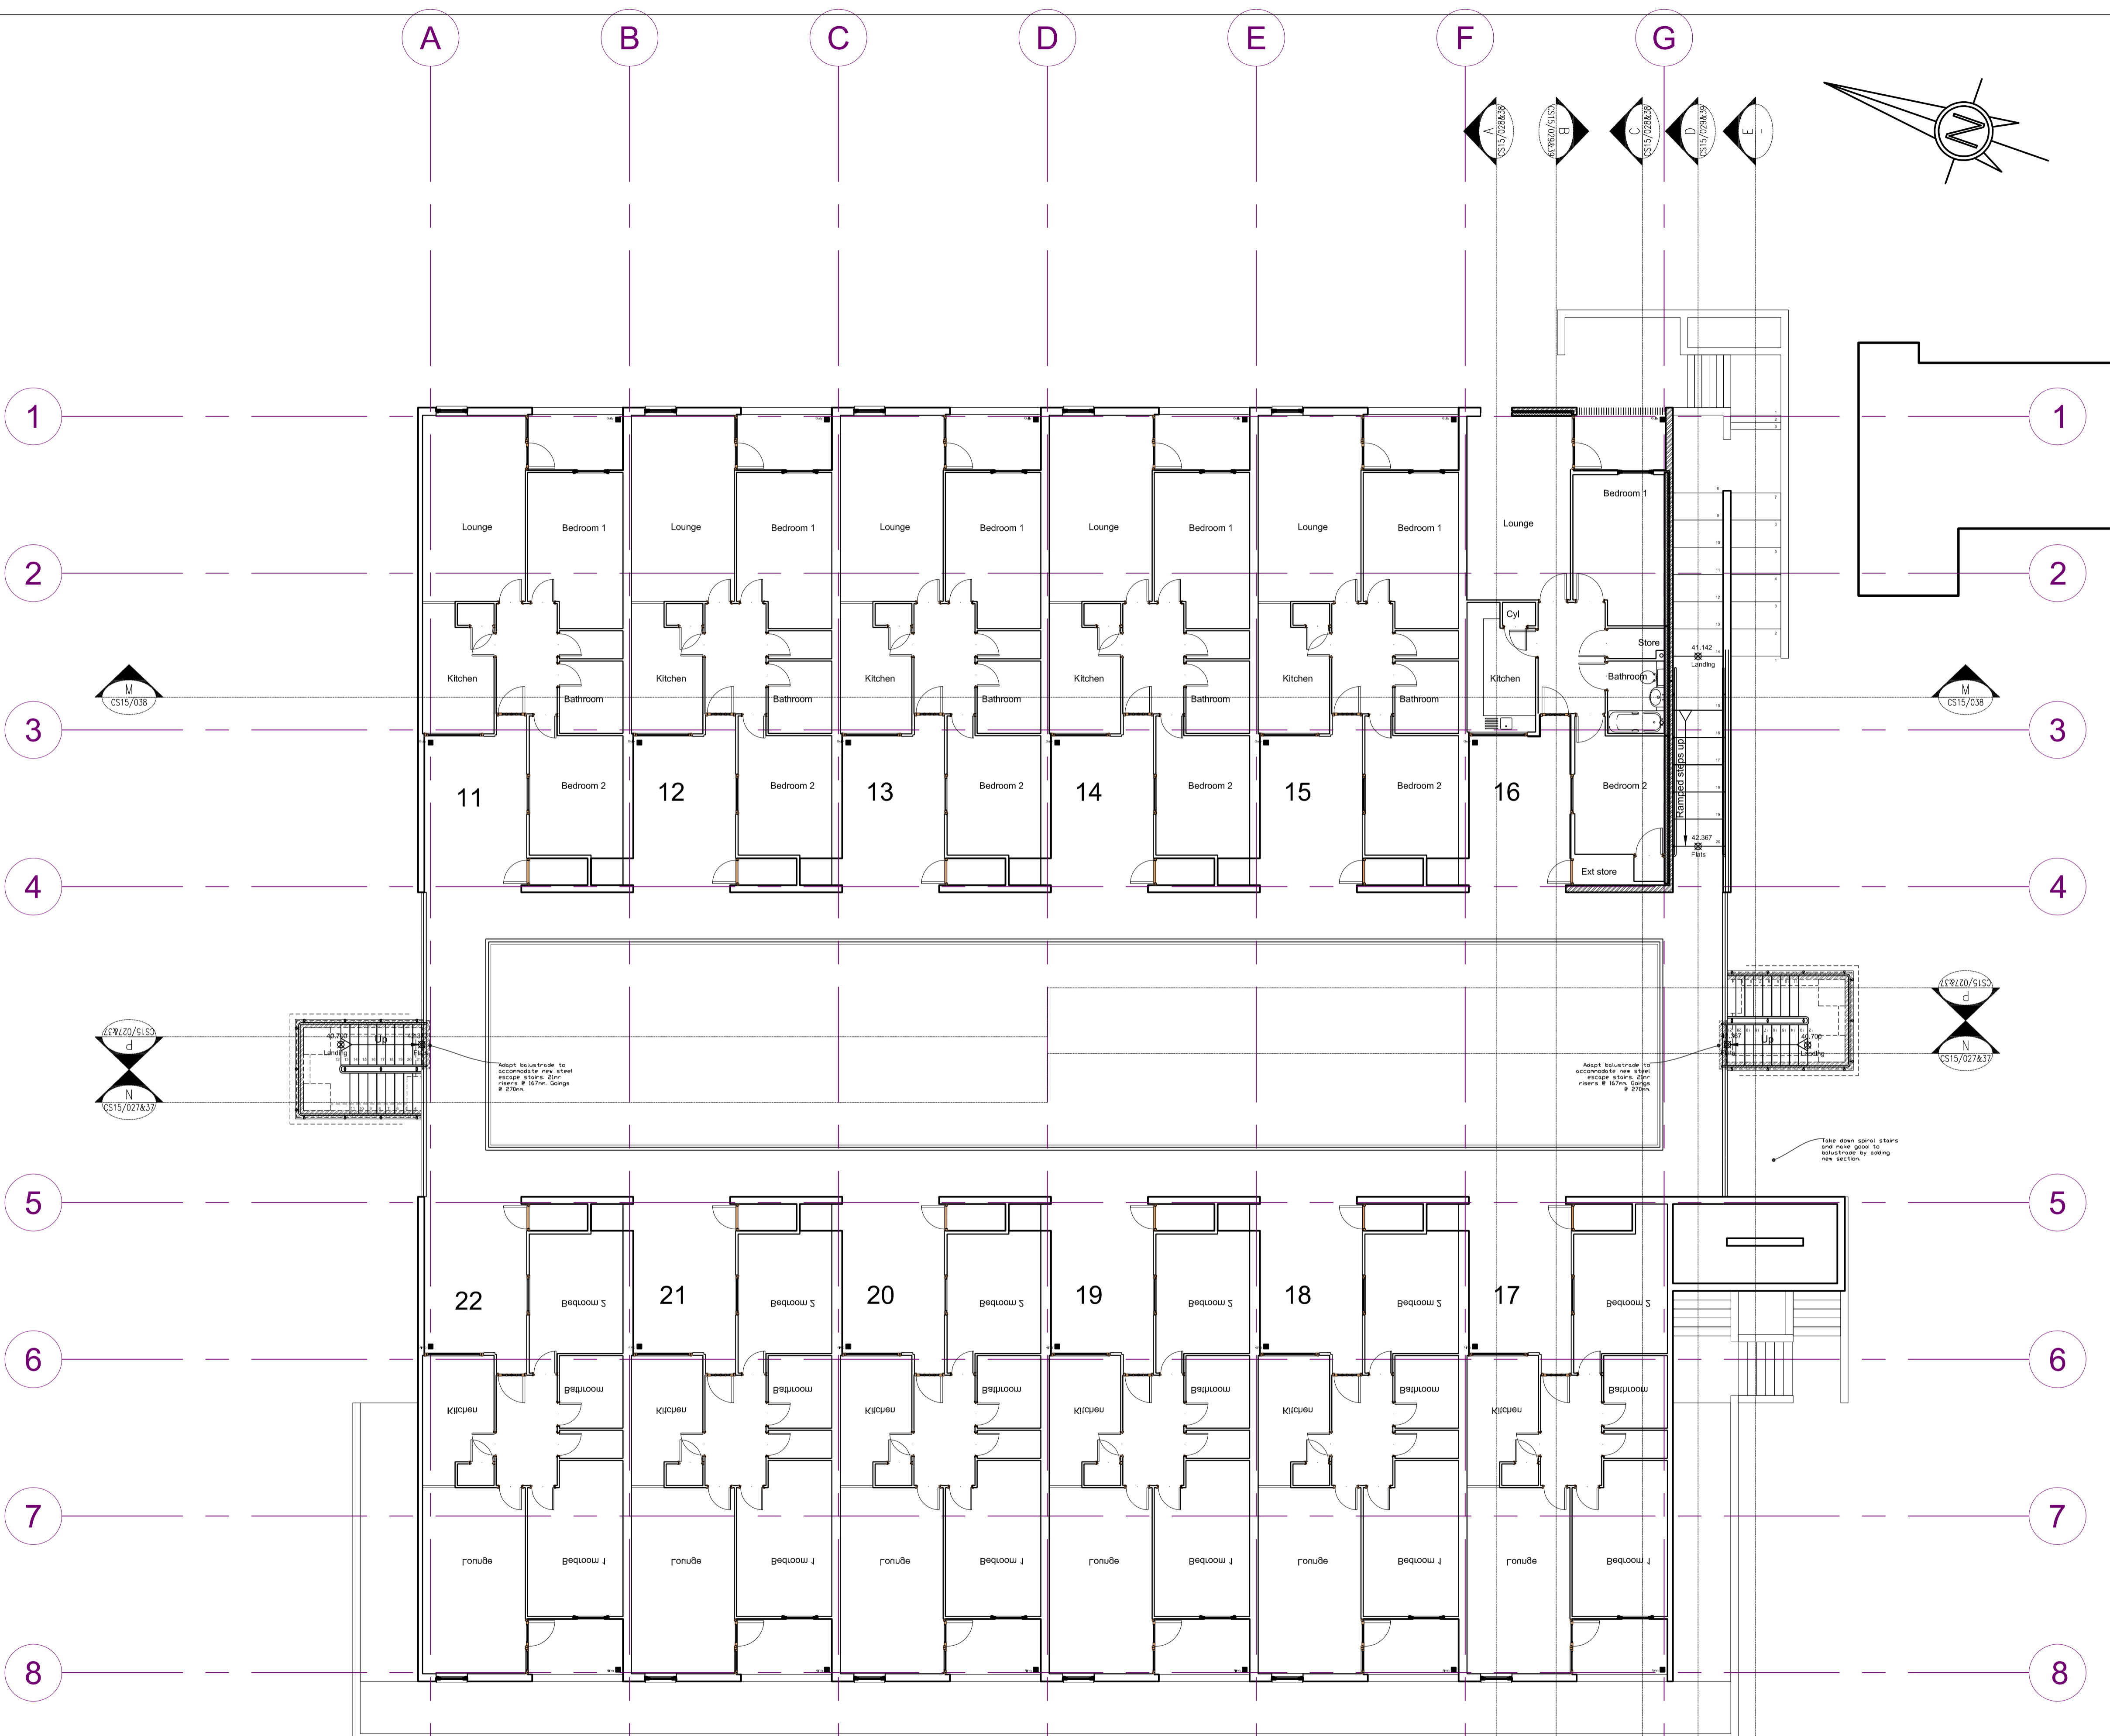 A B C D E F G
A
CS15/028&38
B
CS15/029&39
C
CS15/028&38
D
CS15/029&39
E
–
N
1 1
Lounge Bedroom 1 Lounge Bedroom 1 Lounge Bedroom 1 Lounge Bedroom 1 Lounge Bedroom 1 Lounge Bedroom 1
2 2
Cyl
Store
41.142
Landing
Kitchen Bathroom Kitchen Bathroom Kitchen Bathroom Kitchen Bathroom Kitchen Bathroom Kitchen Bathroom
M
CS15/038
M
CS15/038
3 3
Ramped steps up
11 Bedroom 2 12 Bedroom 2 13 Bedroom 2 14 Bedroom 2 15 Bedroom 2 16 Bedroom 2
42.367
Flats
Ext store
4 4
P
CS15/027&37
N
CS15/027&37
P
CS15/027&37
N
CS15/027&37
40.700
Landing
Up
Up
40.700
Landing
Adapt balustrade to
accommodate new steel
escape stairs. 21nr
risers @ 167mm. Goings
@ 270mm.
Adapt balustrade to
accommodate new steel
escape stairs. 21nr
risers @ 167mm. Goings
@ 270mm.
Take down spiral stairs
and make good to
balustrade by adding
new section.
5 5
22 Bedroom 2 21 Bedroom 2 20 Bedroom 2 19 Bedroom 2 18 Bedroom 2 17 Bedroom 2
6 6
Kitchen Bathroom Kitchen Bathroom Kitchen Bathroom Kitchen Bathroom Kitchen Bathroom Kitchen Bathroom
7 7
Lounge Bedroom 1 Lounge Bedroom 1 Lounge Bedroom 1 Lounge Bedroom 1 Lounge Bedroom 1 Lounge Bedroom 1
8 8